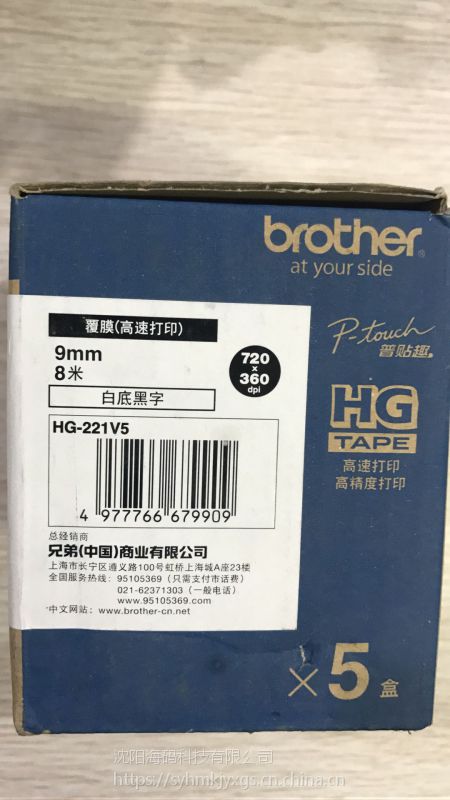 brother
at your side
P-touch
普贴趣
HG
TAPE
高速打印
高精度打印
覆膜(高速打印)
9mm
8米
720
×
360
dpi
白底黑字
HG-221V5
4 977766 679909
总经销商
兄弟(中国)商业有限公司
上海市长宁区遵义路100号虹桥上海城A座23楼
全国服务热线: 95105369 (只需支付市话费)
021-62371303 (一般电话)
www.95105369.com
中文网站: www.brother-cn.net
×5盒
沈阳海码科技有限公司
https://syhmkjyxgs.cn.china.cn